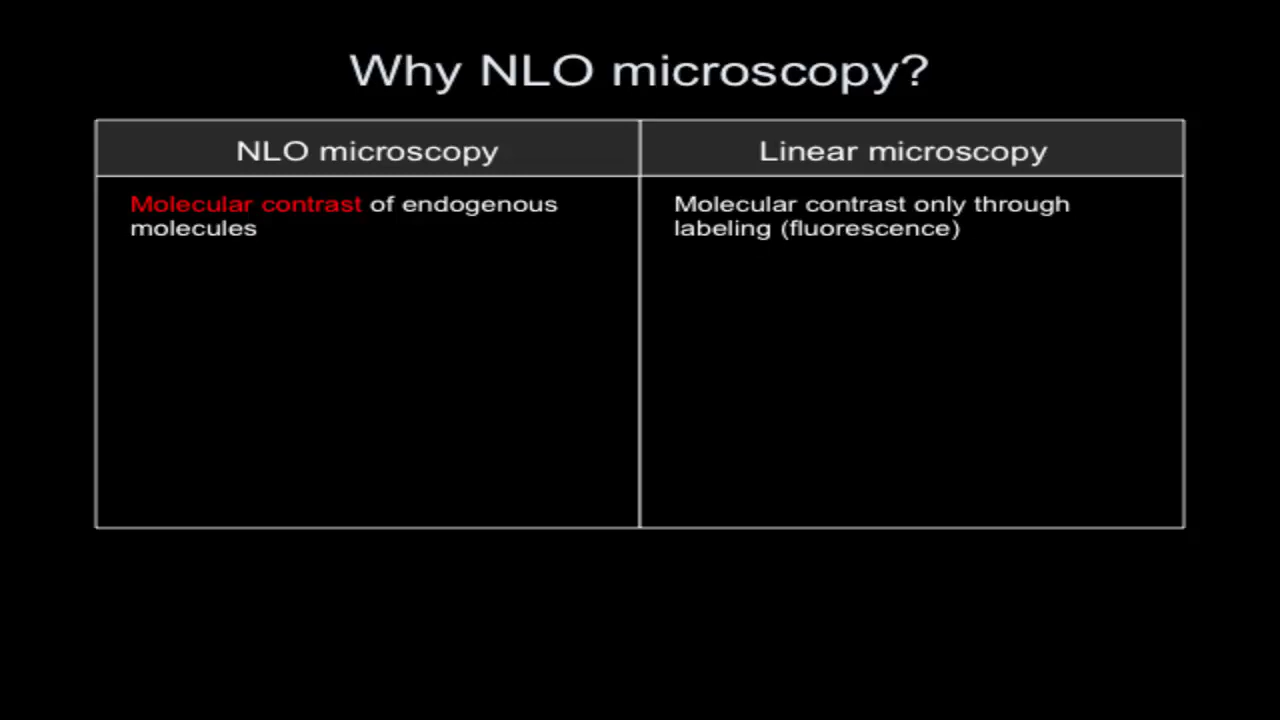 Why NLO microscopy?
NLO microscopy
Linear microscopy
Molecular contrast of endogenous
molecules
Molecular contrast only through
labeling (fluorescence)